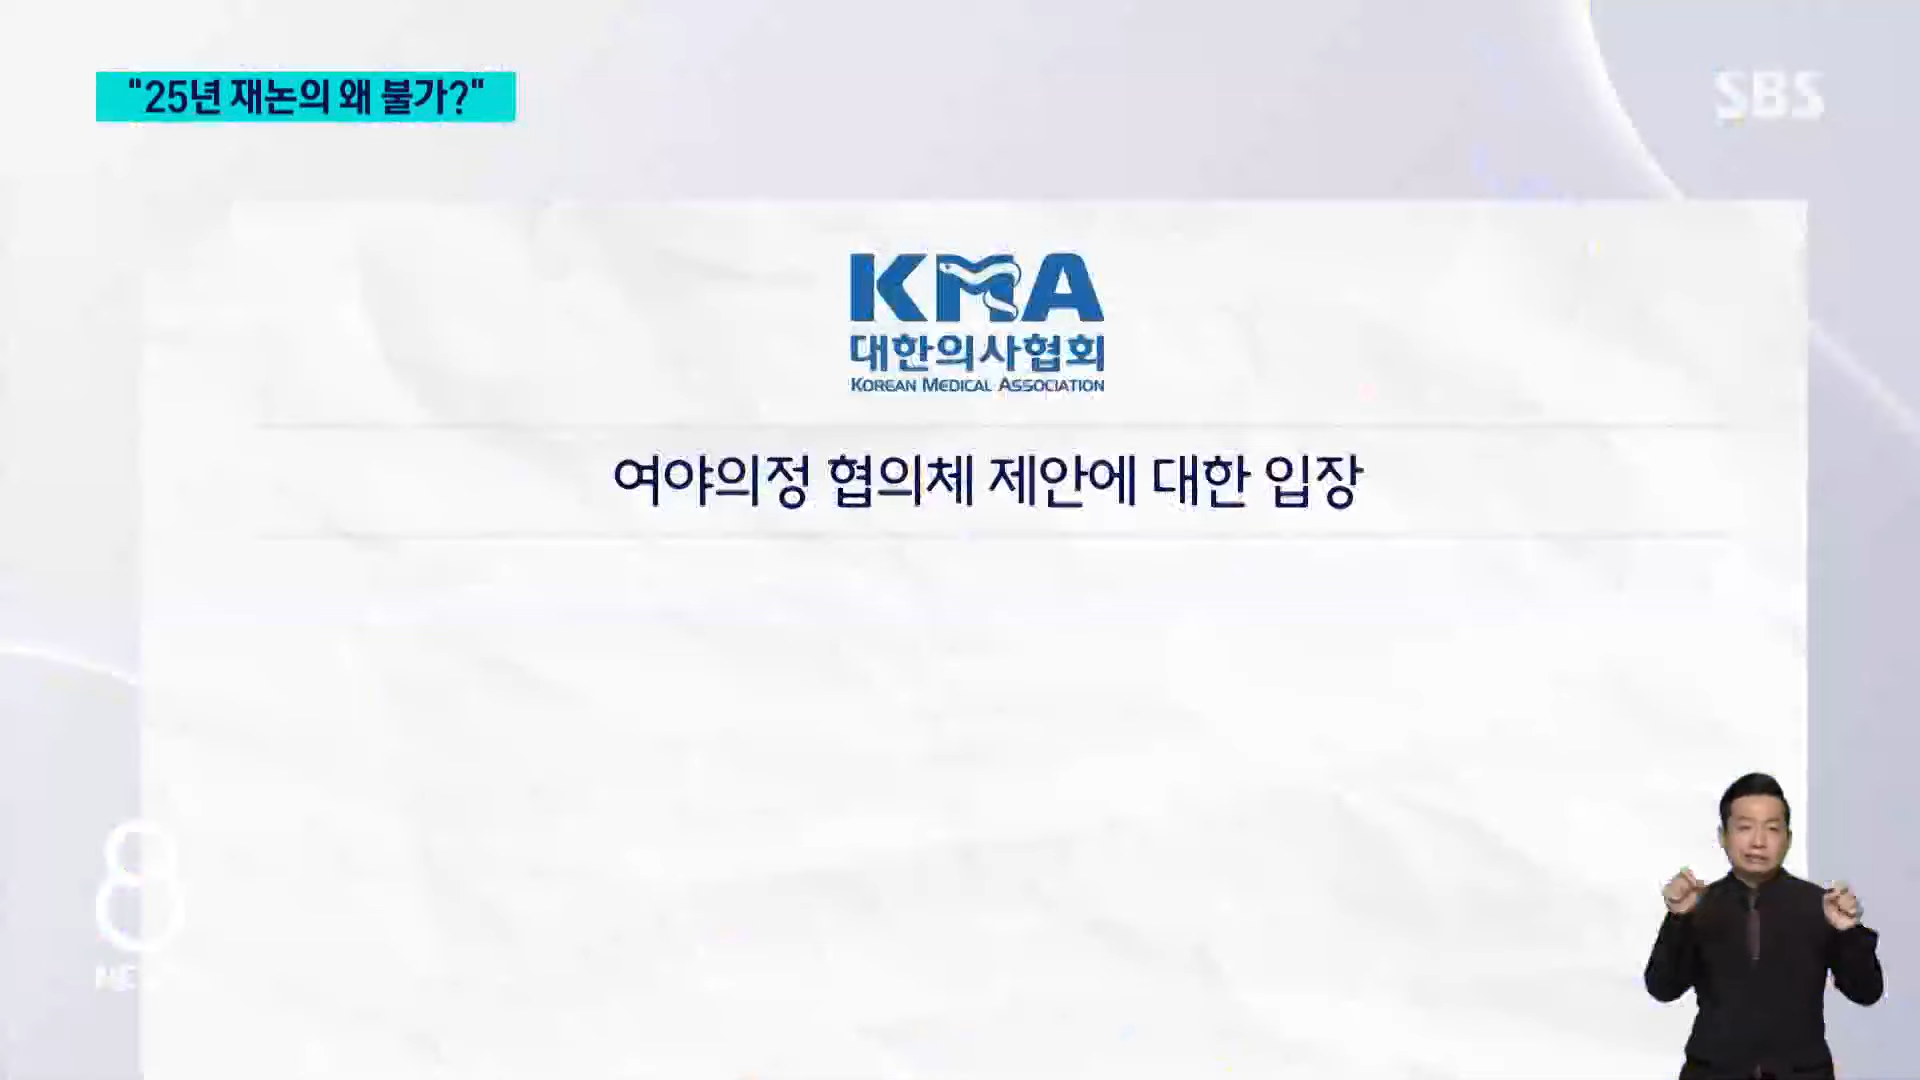 "25년 재논의 왜 불가?"
SBS
KMA
대한의사협회
KOREAN MEDICAL ASSOCIATION
여야의정 협의체 제안에 대한 입장
8